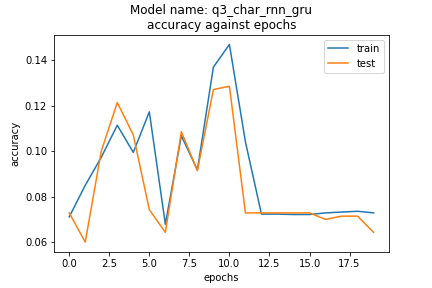 Model name: q3_char_rnn_gru
accuracy against epochs
train
test
accuracy
0.14
0.12
0.10
0.08
0.06
0.0 2.5 5.0 7.5 10.0 12.5 15.0 17.5
epochs